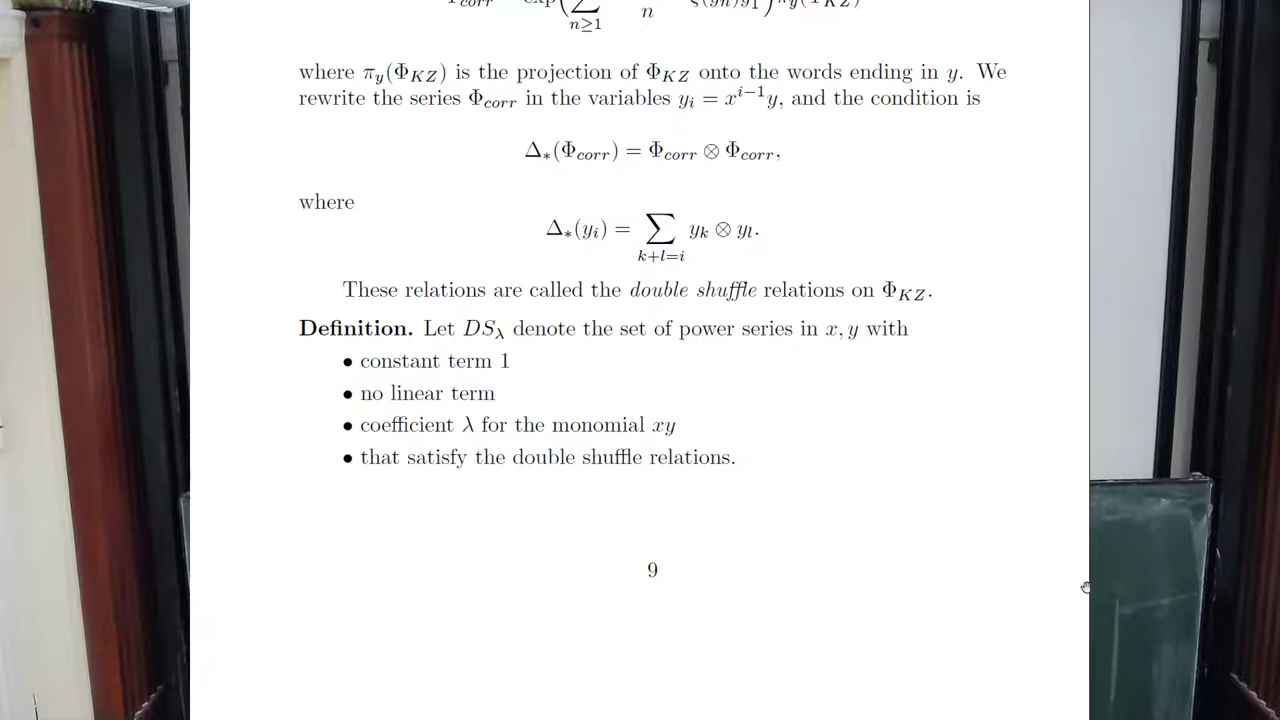 n≥1 n
where π_y(Φ_{KZ}) is the projection of Φ_{KZ} onto the words ending in y. We
rewrite the series Φ_{corr} in the variables y_i = x^{i−1}y, and the condition is
Δ_*(Φ_{corr}) = Φ_{corr} ⊗ Φ_{corr},
where
Δ_*(y_i) = ∑_{k+l=i} y_k ⊗ y_l.
These relations are called the double shuffle relations on Φ_{KZ}.
Definition. Let DS_λ denote the set of power series in x, y with
• constant term 1
• no linear term
• coefficient λ for the monomial xy
• that satisfy the double shuffle relations.
9